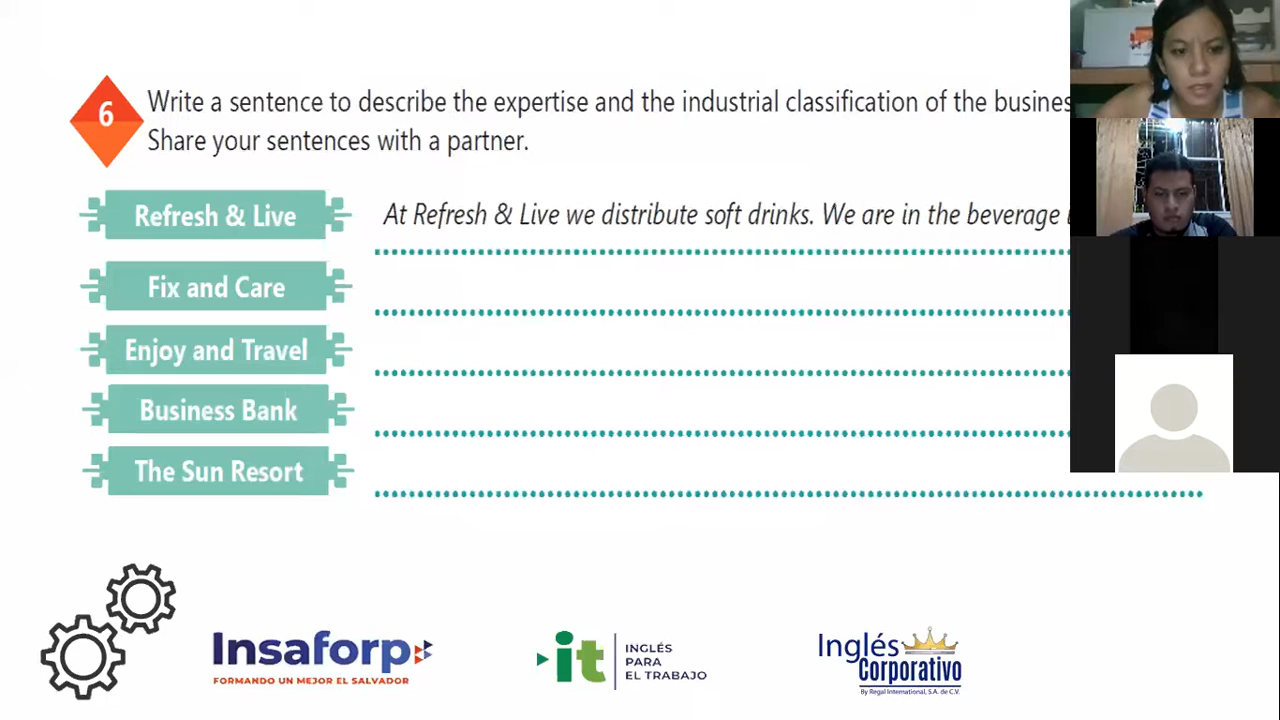 6
Write a sentence to describe the expertise and the industrial classification of the
Share your sentences with a partner.
Refresh & Live
At Refresh & Live we distribute soft drinks. We are in the beverage
Fix and Care
Enjoy and Travel
Business Bank
The Sun Resort
Insaforp
FORMANDO UN MEJOR EL SALVADOR
it
INGLÉS
PARA
EL TRABAJO
Inglés
Corporativo
By Regal International, S.A. de C.V.